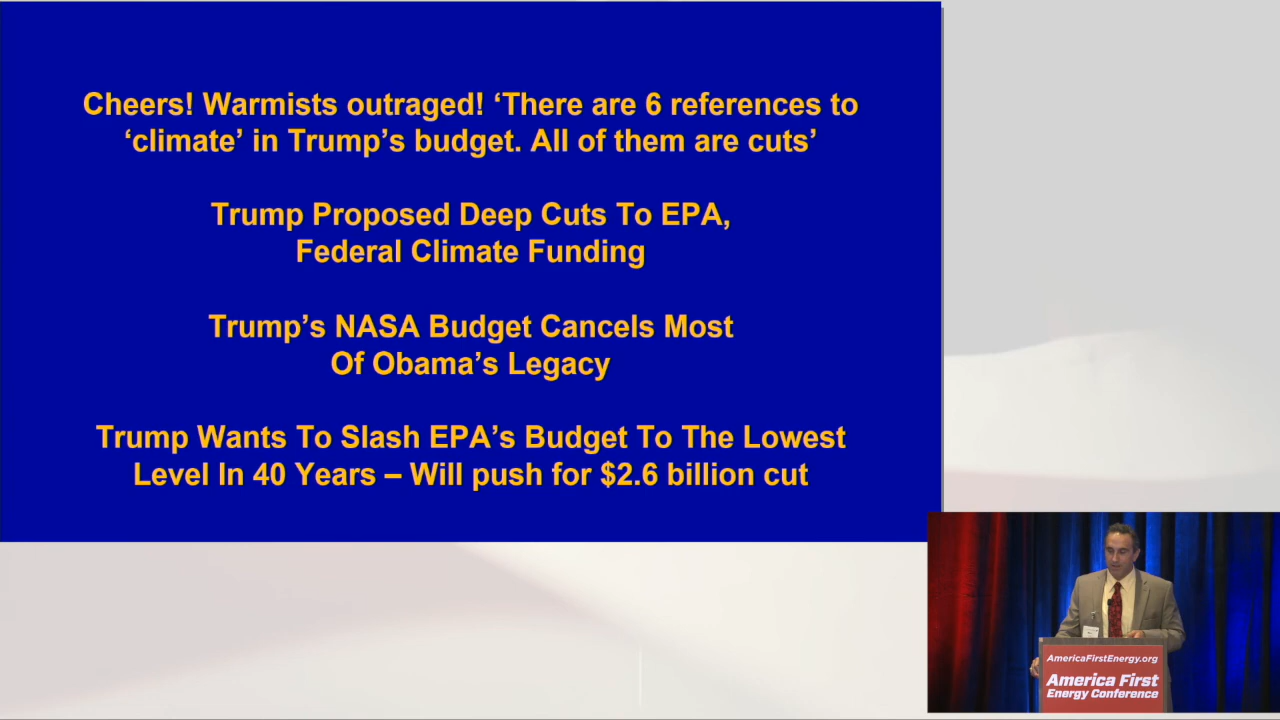 Cheers! Warmists outraged! ‘There are 6 references to
‘climate’ in Trump’s budget. All of them are cuts’
Trump Proposed Deep Cuts To EPA,
Federal Climate Funding
Trump’s NASA Budget Cancels Most
Of Obama’s Legacy
Trump Wants To Slash EPA’s Budget To The Lowest
Level In 40 Years – Will push for $2.6 billion cut
AmericaFirstEnergy.org
America First
Energy Conference